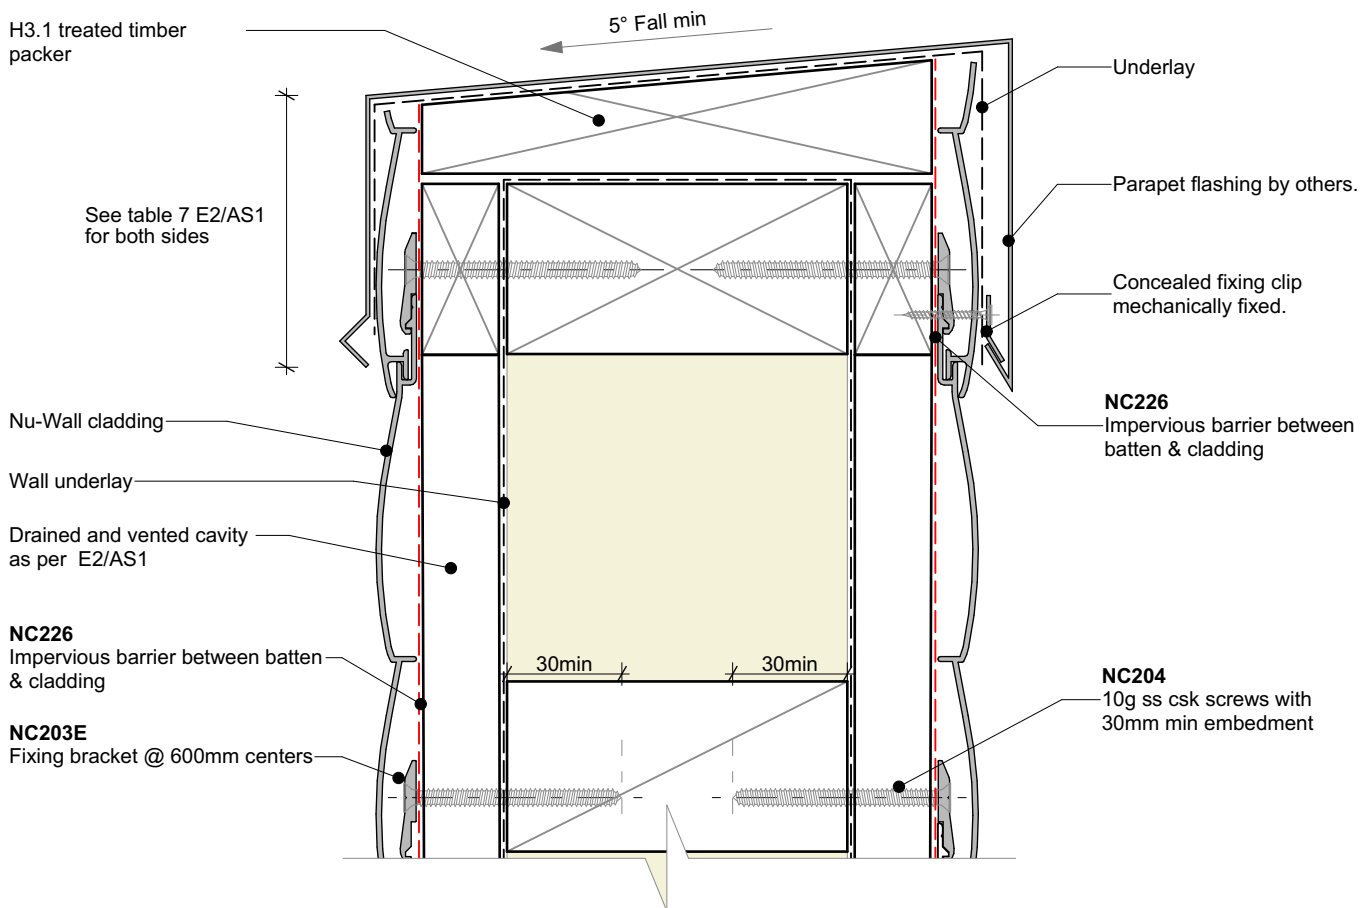 5° Fall min
H3.1 treated timber
packer
Underlay
Parapet flashing by others.
See table 7 E2/AS1
for both sides
Concealed fixing clip
mechanically fixed.
NC226
Impervious barrier between
batten & cladding
Nu-Wall cladding
Wall underlay
Drained and vented cavity
as per E2/AS1
NC226
Impervious barrier between batten
& cladding
30min
30min
NC204
10g ss csk screws with
30mm min embedment
NC203E
Fixing bracket @ 600mm centers